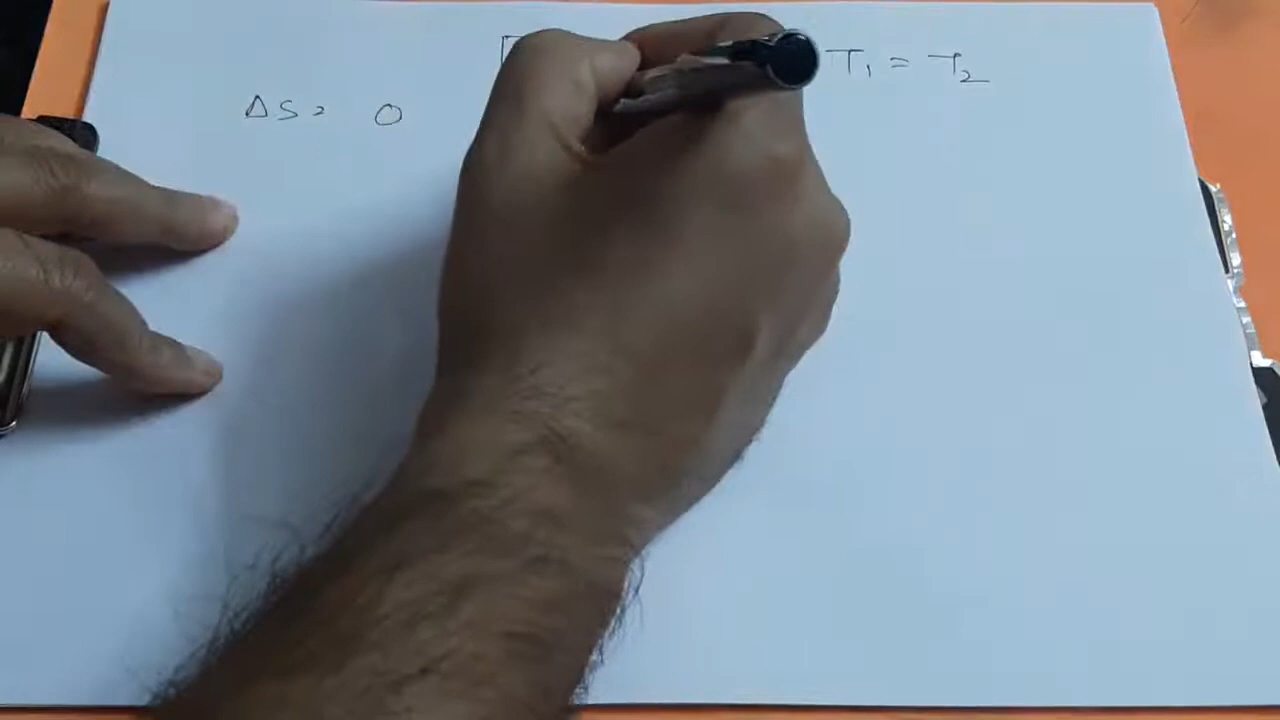 T₁ = T₂
ΔS = 0